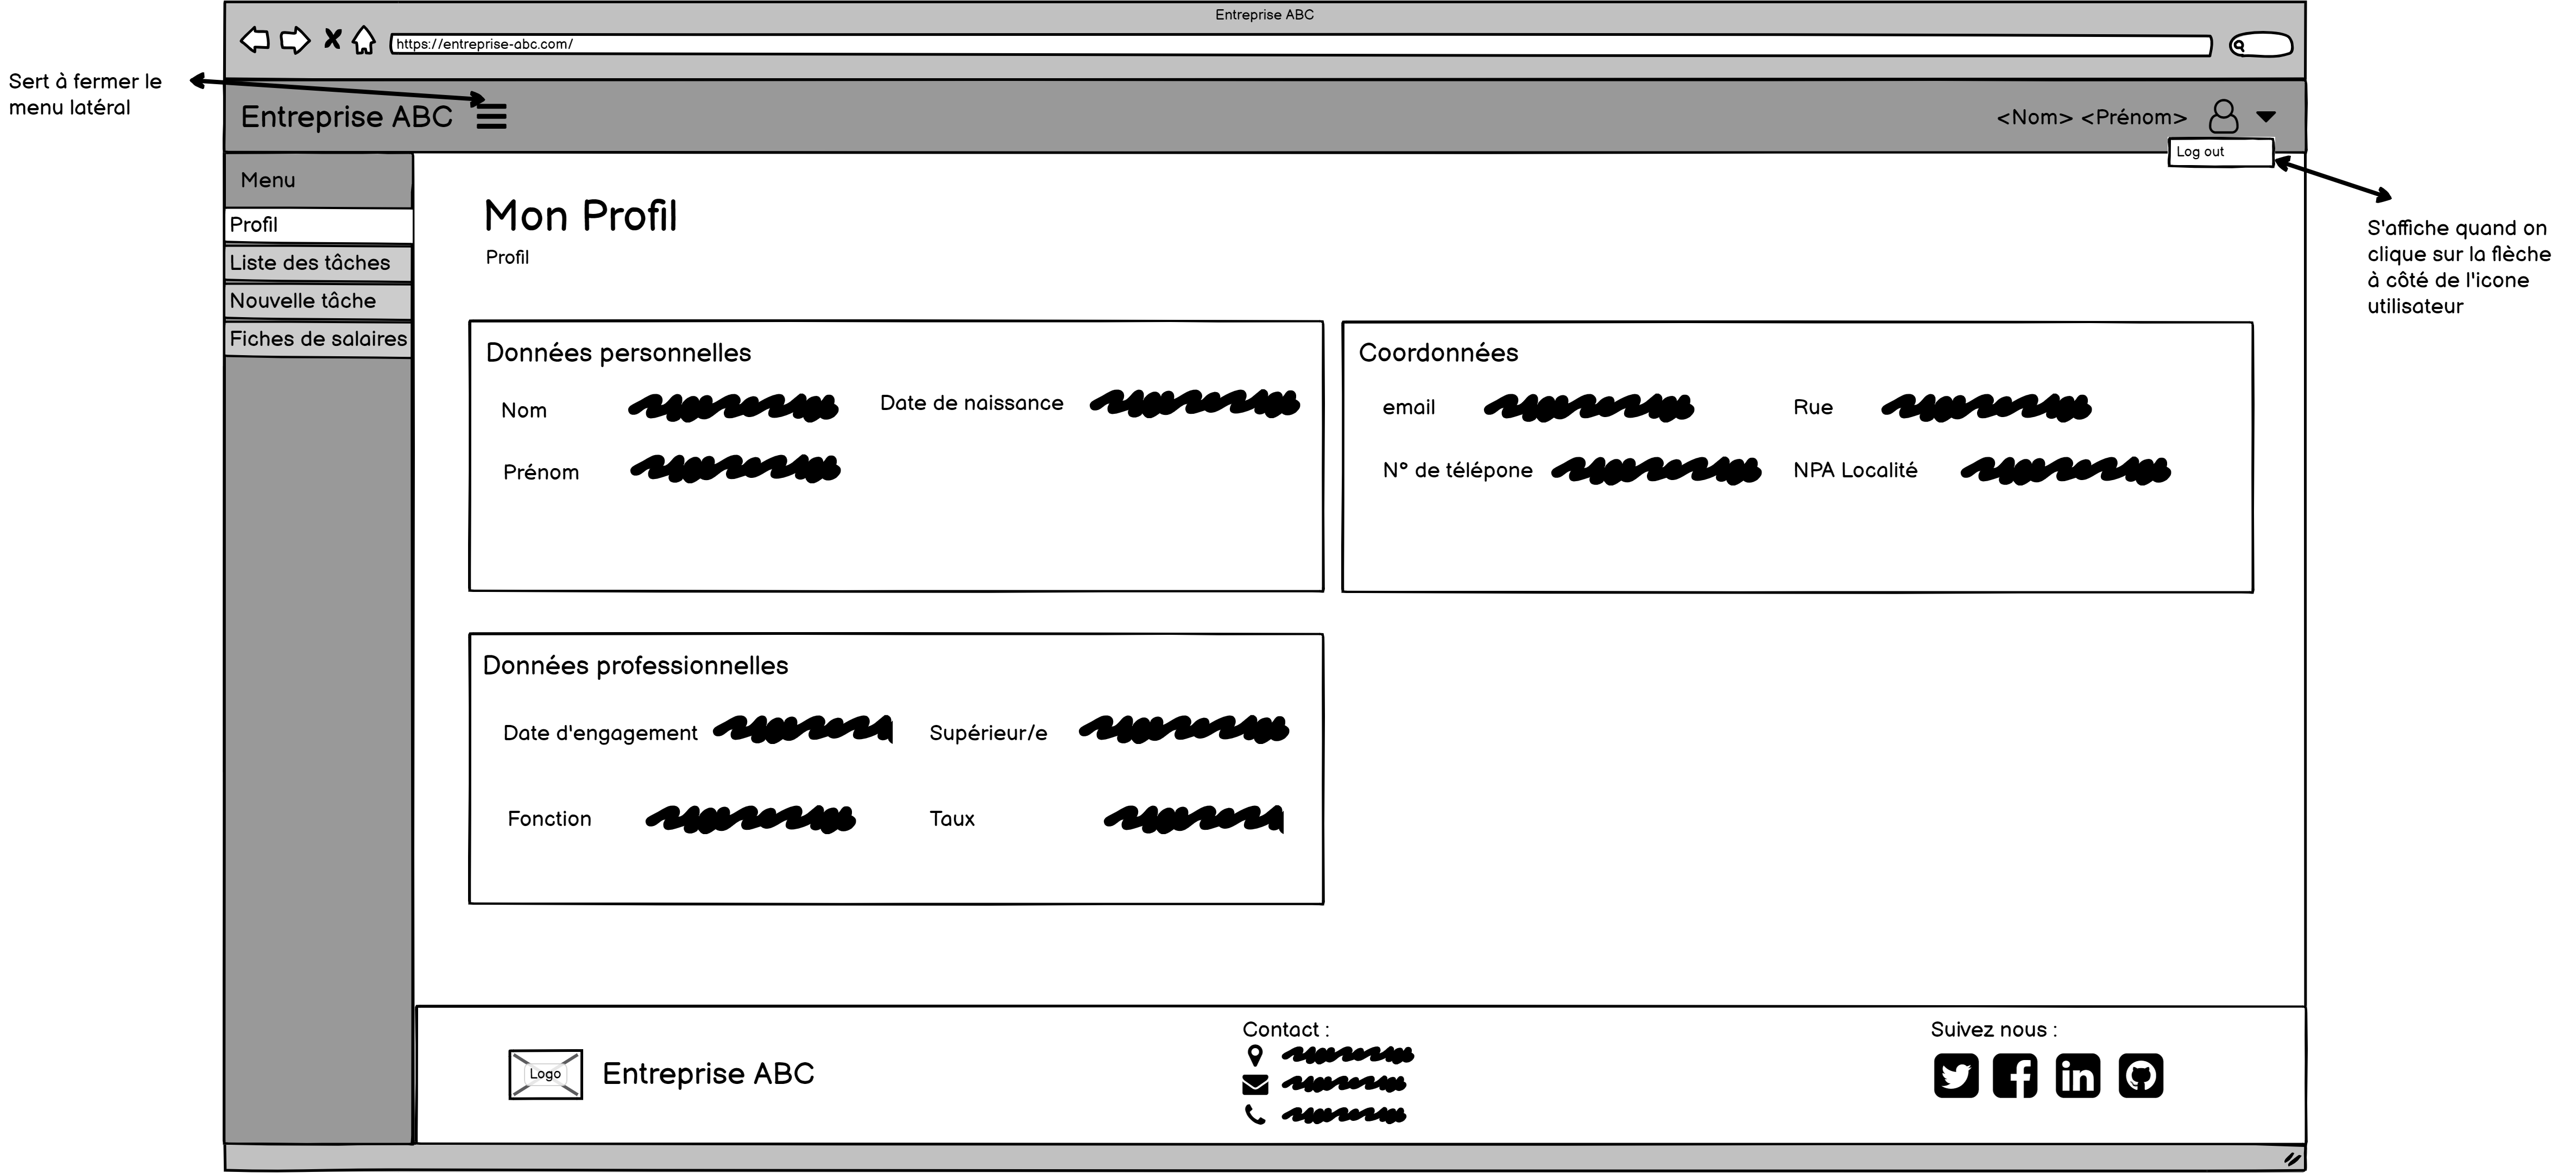 Entreprise ABC
https://entreprise-abc.com/
Sert à fermer le
menu latéral
Entreprise ABC
<Nom> <Prénom>
Log out
S'affiche quand on
clique sur la flèche
à côté de l'icone
utilisateur
Menu
Profil
Liste des tâches
Nouvelle tâche
Fiches de salaires
Mon Profil
Profil
Données personnelles
Nom
Date de naissance
Prénom
Coordonnées
email
Rue
N° de télépone
NPA Localité
Données professionnelles
Date d'engagement
Supérieur/e
Fonction
Taux
Logo
Entreprise ABC
Contact :
Suivez nous :